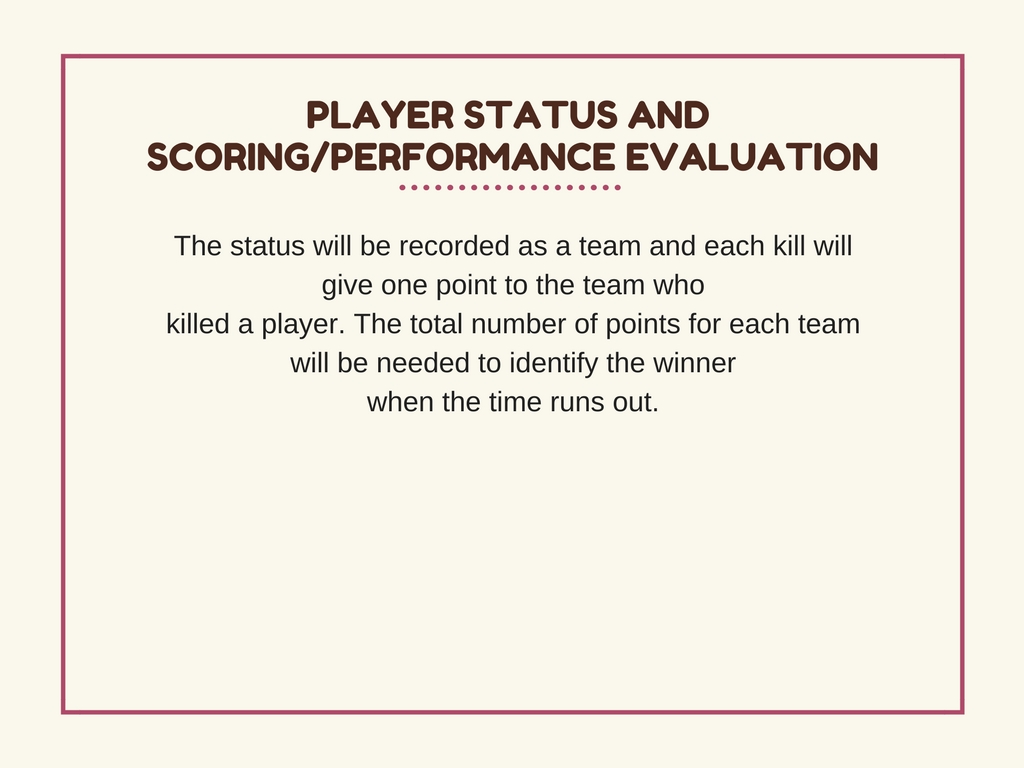 PLAYER STATUS AND
SCORING/PERFORMANCE EVALUATION
The status will be recorded as a team and each kill will
give one point to the team who
killed a player. The total number of points for each team
will be needed to identify the winner
when the time runs out.